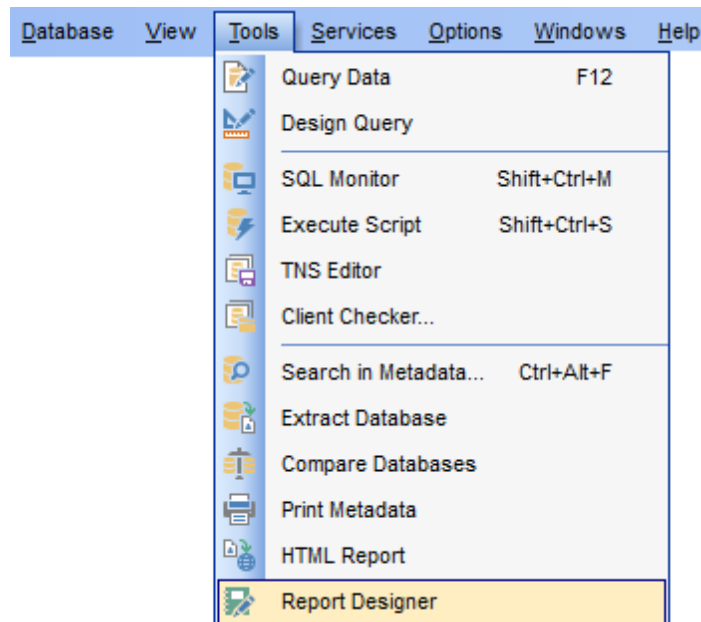 Database View Tools Services Options Windows Help
Query Data F12
Design Query
SQL Monitor Shift+Ctrl+M
Execute Script Shift+Ctrl+S
TNS Editor
Client Checker...
Search in Metadata... Ctrl+Alt+F
Extract Database
Compare Databases
Print Metadata
HTML Report
Report Designer